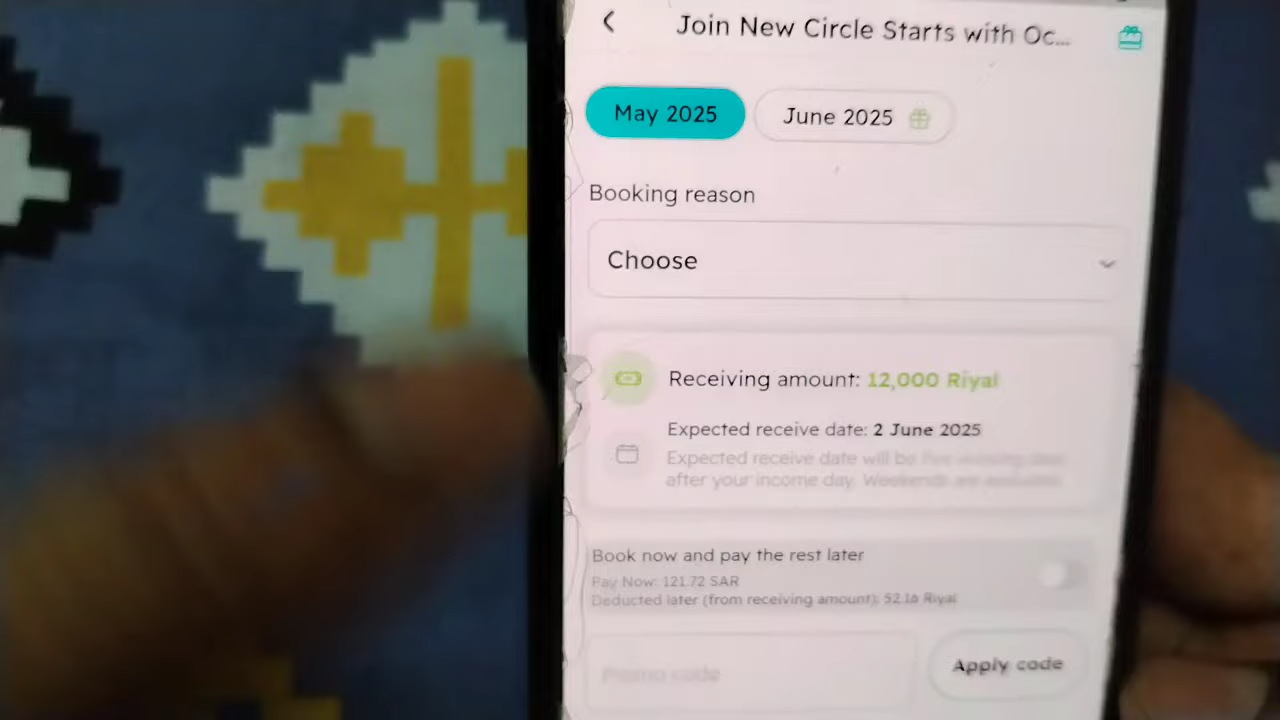 Join New Circle Starts with Oc...
May 2025
June 2025
Booking reason
Choose
Receiving amount: 12,000 Riyal
Expected receive date: 2 June 2025
Expected receive date will be five working days
after your income day. Weekends are excluded
Book now and pay the rest later
Pay Now: 121.72 SAR
Deducted later (from receiving amount): 52.16 Riyal
Promo code
Apply code